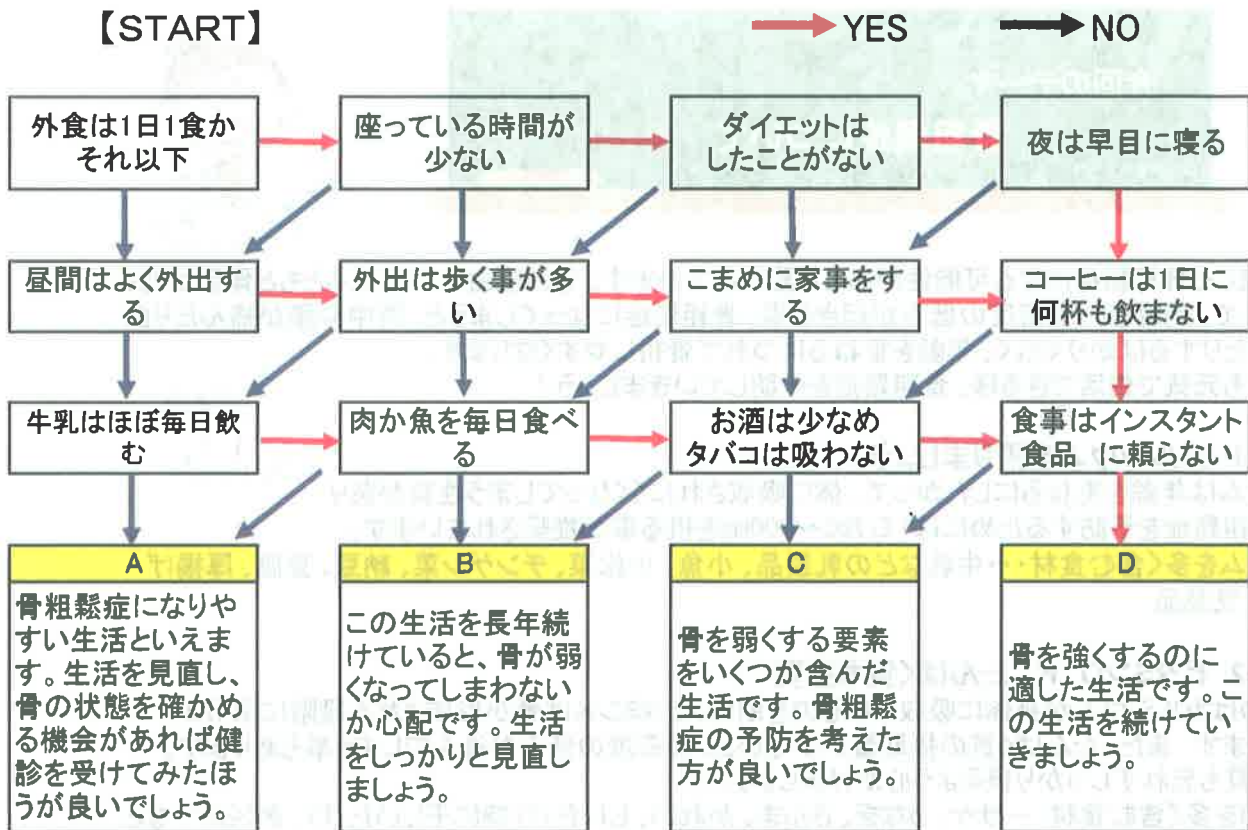 【START】
YES
NO
外食は1日1食か
それ以下
座っている時間が
少ない
ダイエットは
したことがない
夜は早目に寝る
昼間はよく外出す
る
外出は歩く事が多
い
こまめに家事をす
る
コーヒーは1日に
何杯も飲まない
牛乳はほぼ毎日飲
む
肉か魚を毎日食べ
る
お酒は少なめ
タバコは吸わない
食事はインスタント
食品 に頼らない
A
骨粗鬆症になりや
すい生活といえま
す。生活を見直し、
骨の状態を確かめ
る機会があれば健
診を受けてみたほ
うが良いでしょう。
B
この生活を長年続
けていると、骨が弱
くなってしまわない
か心配です。生活
をしっかりと見直し
ましょう。
C
骨を弱くする要素
をいくつか含んだ
生活です。骨粗鬆
症の予防を考えた
方が良いでしょう。
D
骨を強くするのに
適した生活です。こ
の生活を続けてい
きましょう。